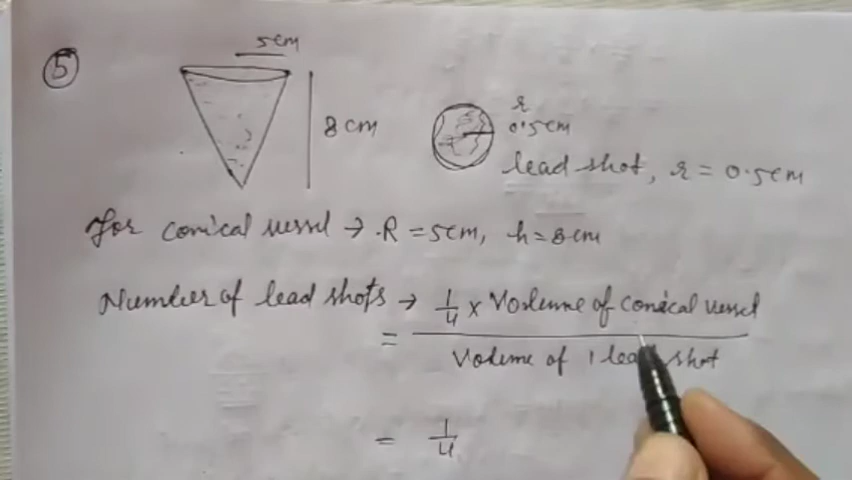 5
5cm
8 cm
r
0.5cm
lead shot, r = 0.5cm
For conical vessel → R = 5cm, h = 8cm
Number of lead shots → 1/4 × Volume of conical vessel
= Volume of 1 lead shot
= 1/4